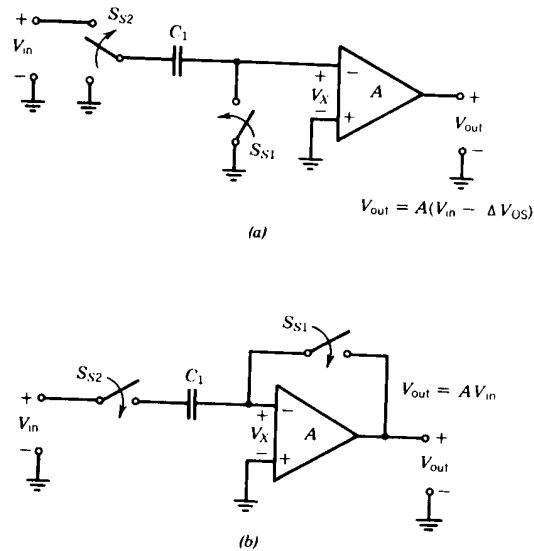 +
S_S2
V_in
C_1
−
+
−
V_X
A
−
+
+
V_out
S_S1
−
V_out = A(V_in − ΔV_OS)
(a)
S_S1
S_S2
C_1
V_out = AV_in
+
+
−
V_in
V_X
A
+
−
−
+
V_out
−
(b)